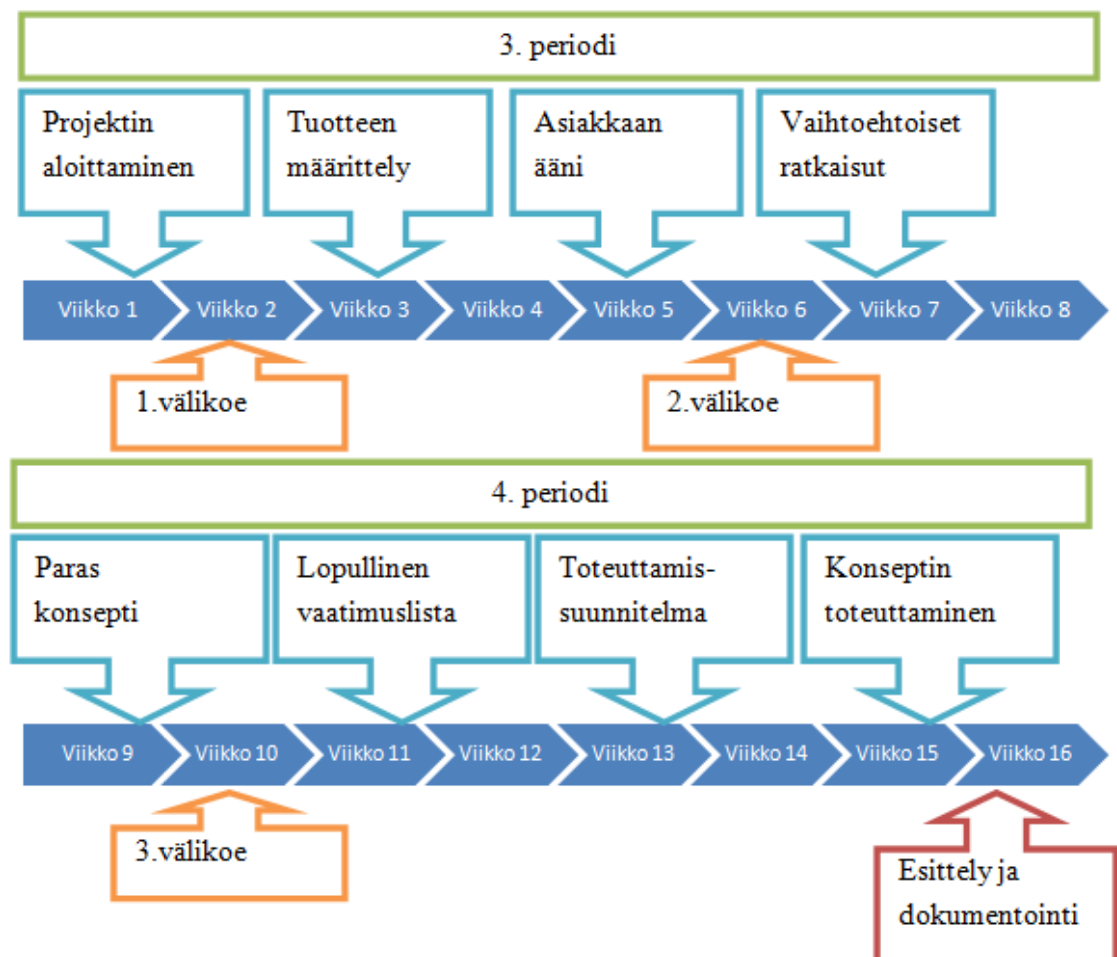 3. periodi
Projektin
aloittaminen
Tuotteen
määrittely
Asiakkaan
ääni
Vaihtoehtoiset
ratkaisut
Viikko 1
Viikko 2
Viikko 3
Viikko 4
Viikko 5
Viikko 6
Viikko 7
Viikko 8
1.välikoe
2.välikoe
4. periodi
Paras
konsepti
Lopullinen
vaatimuslista
Toteuttamis-
suunnitelma
Konseptin
toteuttaminen
Viikko 9
Viikko 10
Viikko 11
Viikko 12
Viikko 13
Viikko 14
Viikko 15
Viikko 16
3.välikoe
Esittely ja
dokumentointi